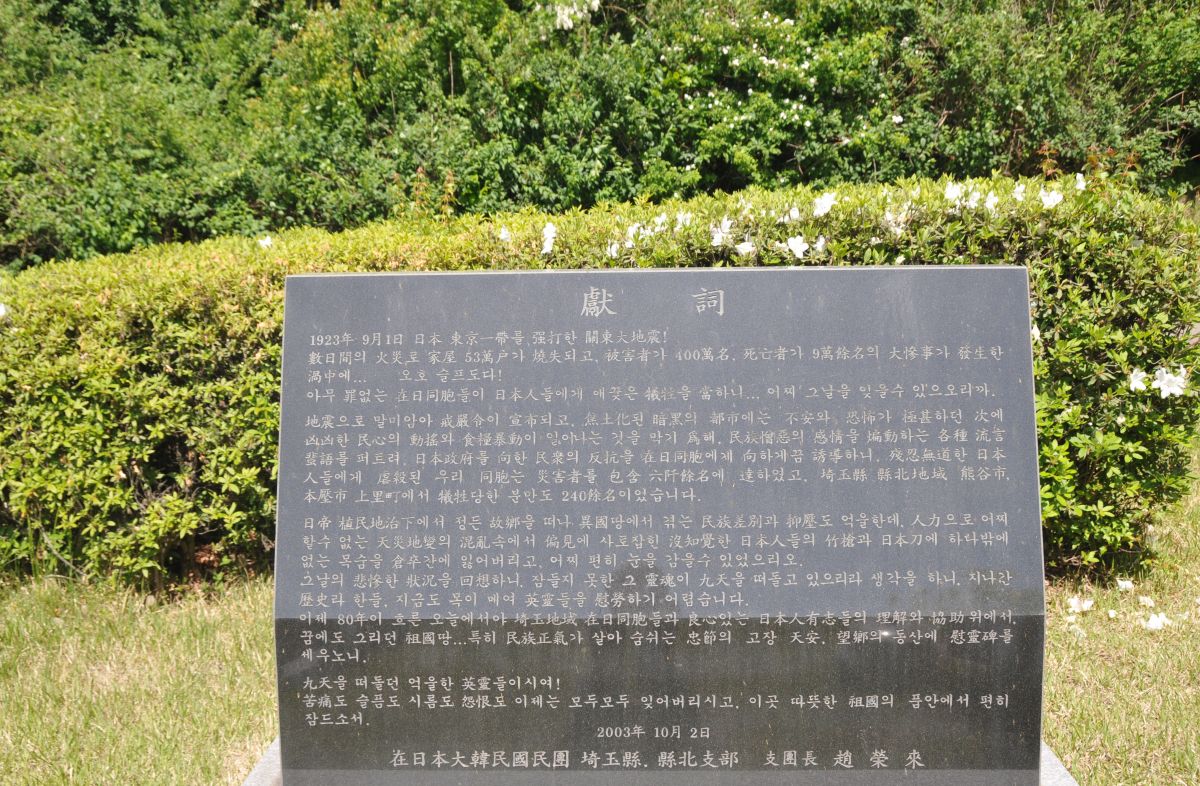 獻 詞
1923年 9月1日 日本 東京一帶를 强打한 關東大地震!
數日間의 火災로 家屋 53萬戶가 燒失되고, 被害者가 400萬名, 死亡者가 9萬餘名의 大慘事가 發生한
渦中에... 오호 슬프도다!
아무 罪없는 在日同胞들이 日本人들에게 애꿎은 犧牲을 當하니... 어찌 그날을 잊을수 있으오리까.
地震으로 말미암아 戒嚴令이 宣布되고, 焦土化된 暗黑의 都市에는 不安와 恐怖가 極甚하던 次에
凶凶한 民心의 動搖와 食糧暴動이 일어나는 것을 막기 爲해, 民族憎惡의 感情을 煽動하는 各種 流言
蜚語를 퍼트려, 日本政府를 向한 民衆의 反抗을 在日同胞에게 向하게끔 誘導하니, 殘忍無道한 日本
人들에게 虐殺된 우리 同胞는 災害者를 包含 六阡餘名에 達하였고, 埼玉縣 縣北地域 熊谷市,
本壓市 上里町에서 犧牲당한 분만도 240餘名이었습니다.
日帝 植民地治下에서 정든 故鄕을 떠나 異國땅에서 겪는 民族差別과 抑壓도 억울한데, 人力으로 어찌
할수 없는 天災地變의 混亂속에서 偏見에 사로잡힌 沒知覺한 日本人들의 竹槍과 日本刀에 하나밖에
없는 목숨을 倉卒간에 잃어버리고, 어찌 편히 눈을 감을수 있었으리오.
그날의 悲慘한 狀況을 回想하니, 잠들지 못한 그 靈魂이 九天을 떠돌고 있으리라 생각을 하니, 지나간
歷史라 한들, 지금도 목이 메여 英靈들을 慰勞하기 어렵습니다.
이제 80年이 흐른 오늘에서야 埼玉地域 在日同胞들과 良心있는 日本人有志들의 理解와 協助위에서,
꿈에도 그리던 祖國땅...특히 民族正氣가 살아 숨쉬는 忠節의 고장 天安, 望鄕의 동산에 慰靈碑를
세우노니,
九天을 떠돌던 억울한 英靈들이시여!
苦痛도 슬픔도 시름도 怨恨도 이제는 모두모두 잊어버리시고, 이곳 따뜻한 祖國의 품안에서 편히
잠드소서.
2003年 10月 2日
在日本大韓民國民團 埼玉縣, 縣北支部 支團長 趙 榮 來